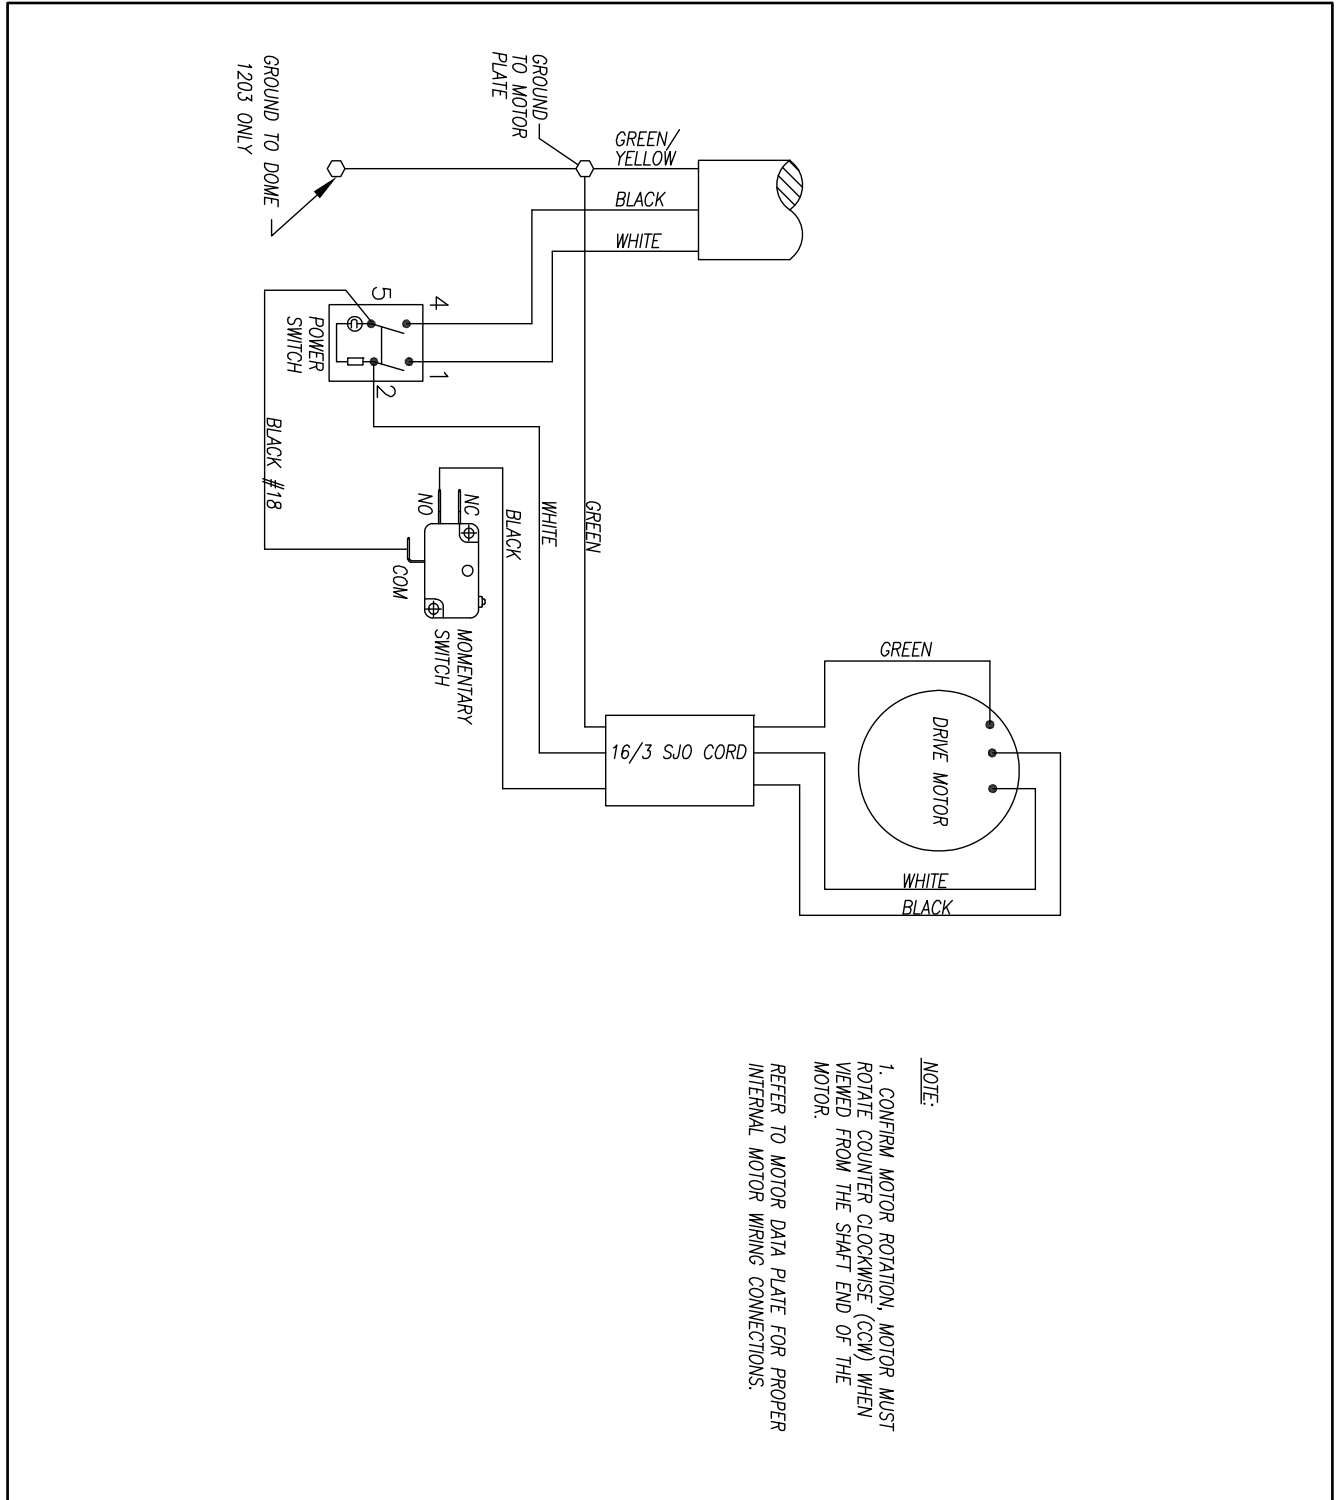 GROUND TO DOME
1203 ONLY
GROUND
TO MOTOR
PLATE
GREEN/
YELLOW
BLACK
WHITE
4
5
1
2
POWER
SWITCH
BLACK #18
NC
NO
COM
MOMENTARY
SWITCH
GREEN
WHITE
BLACK
16/3 SJO CORD
GREEN
DRIVE MOTOR
WHITE
BLACK
NOTE:
1. CONFIRM MOTOR ROTATION, MOTOR MUST
ROTATE COUNTER CLOCKWISE (CCW) WHEN
VIEWED FROM THE SHAFT END OF THE
MOTOR.
REFER TO MOTOR DATA PLATE FOR PROPER
INTERNAL MOTOR WIRING CONNECTIONS.